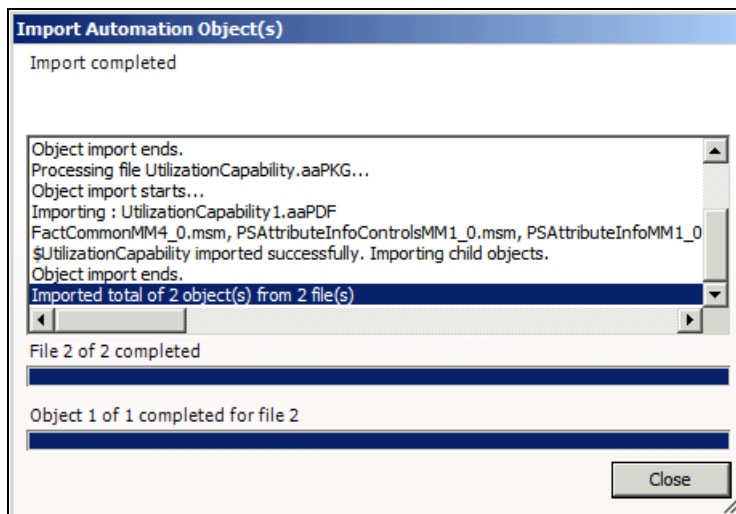 Import Automation Object(s)
Import completed
Object import ends.
Processing file UtilizationCapability.aaPKG...
Object import starts...
Importing : UtilizationCapability1.aaPDF
FactCommonMM4_0.msm, PSAttributeInfoControlsMM1_0.msm, PSAttributeInfoMM1_0
$UtilizationCapability imported successfully. Importing child objects.
Object import ends.
Imported total of 2 object(s) from 2 file(s)
File 2 of 2 completed
Object 1 of 1 completed for file 2
Close